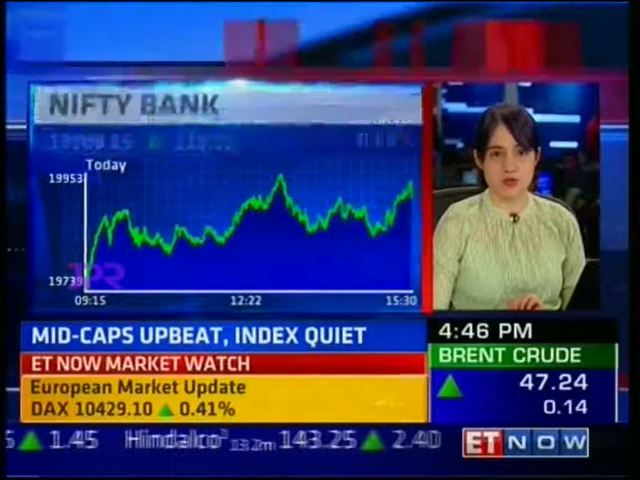 NIFTY BANK
Today
19953
19739
09:15
12:22
15:30
4:46 PM
MID-CAPS UPBEAT, INDEX QUIET
BRENT CRUDE
ET NOW MARKET WATCH
European Market Update
47.24
DAX 10429.10 0.41%
0.14
1.45 Hindalco 13.2m 143.25 2.40
ET NOW